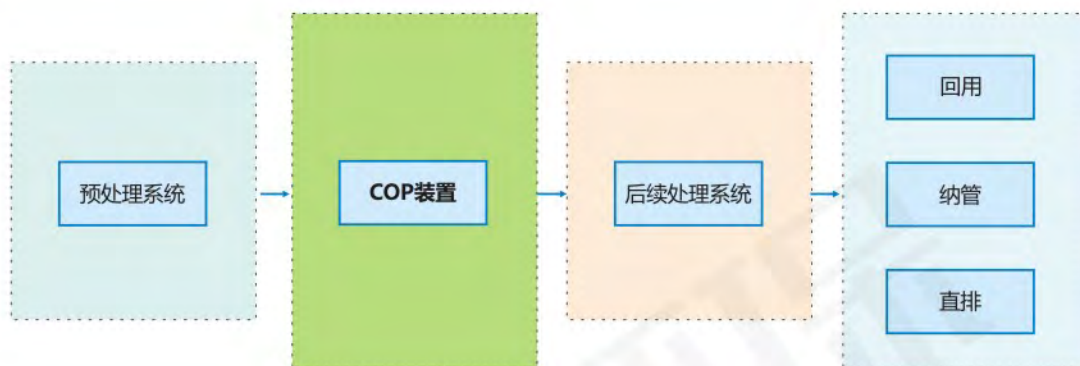 预处理系统
COP装置
后续处理系统
回用
纳管
直排